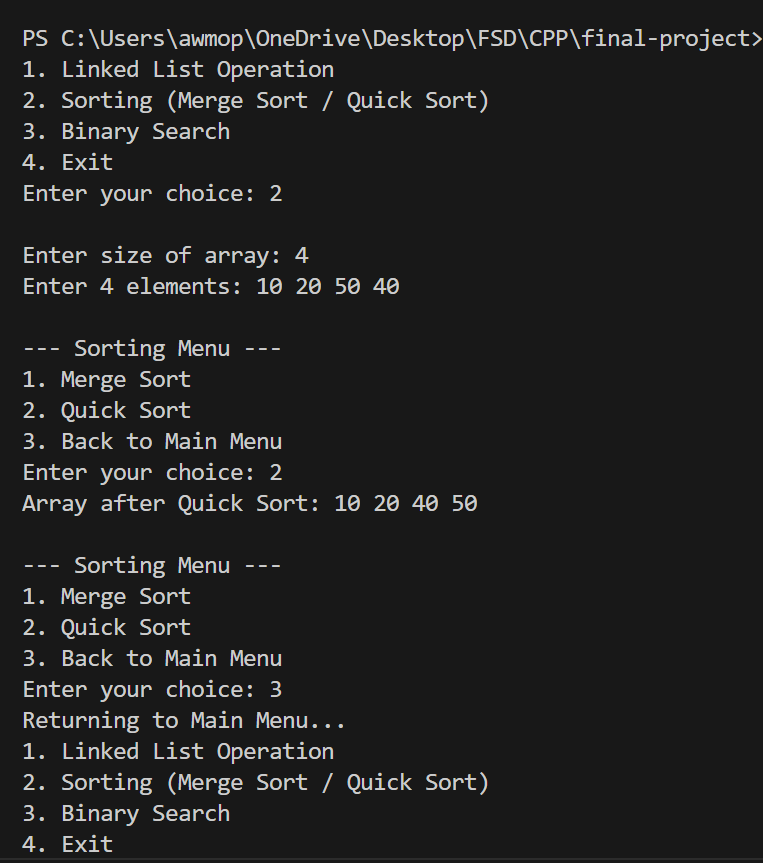 PS C:\Users\awmop\OneDrive\Desktop\FSD\CPP\final-project>
1. Linked List Operation
2. Sorting (Merge Sort / Quick Sort)
3. Binary Search
4. Exit
Enter your choice: 2

Enter size of array: 4
Enter 4 elements: 10 20 50 40

--- Sorting Menu ---
1. Merge Sort
2. Quick Sort
3. Back to Main Menu
Enter your choice: 2
Array after Quick Sort: 10 20 40 50

--- Sorting Menu ---
1. Merge Sort
2. Quick Sort
3. Back to Main Menu
Enter your choice: 3
Returning to Main Menu...
1. Linked List Operation
2. Sorting (Merge Sort / Quick Sort)
3. Binary Search
4. Exit